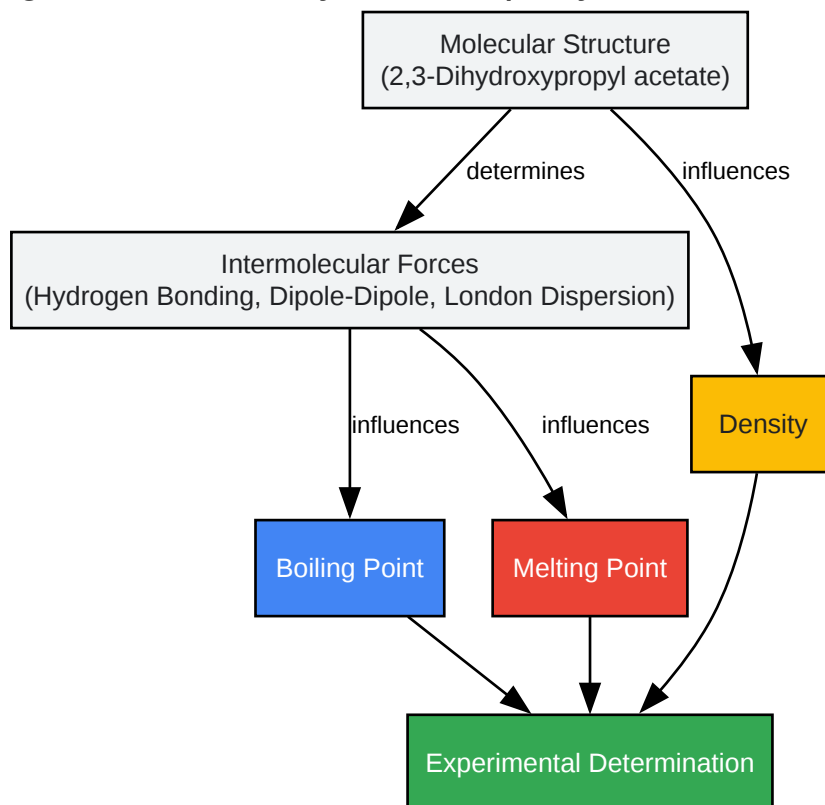 Molecular Structure
(2,3-Dihydroxypropyl acetate)
determines
influences
Intermolecular Forces
(Hydrogen Bonding, Dipole-Dipole, London Dispersion)
influences
influences
Density
Boiling Point
Melting Point
Experimental Determination